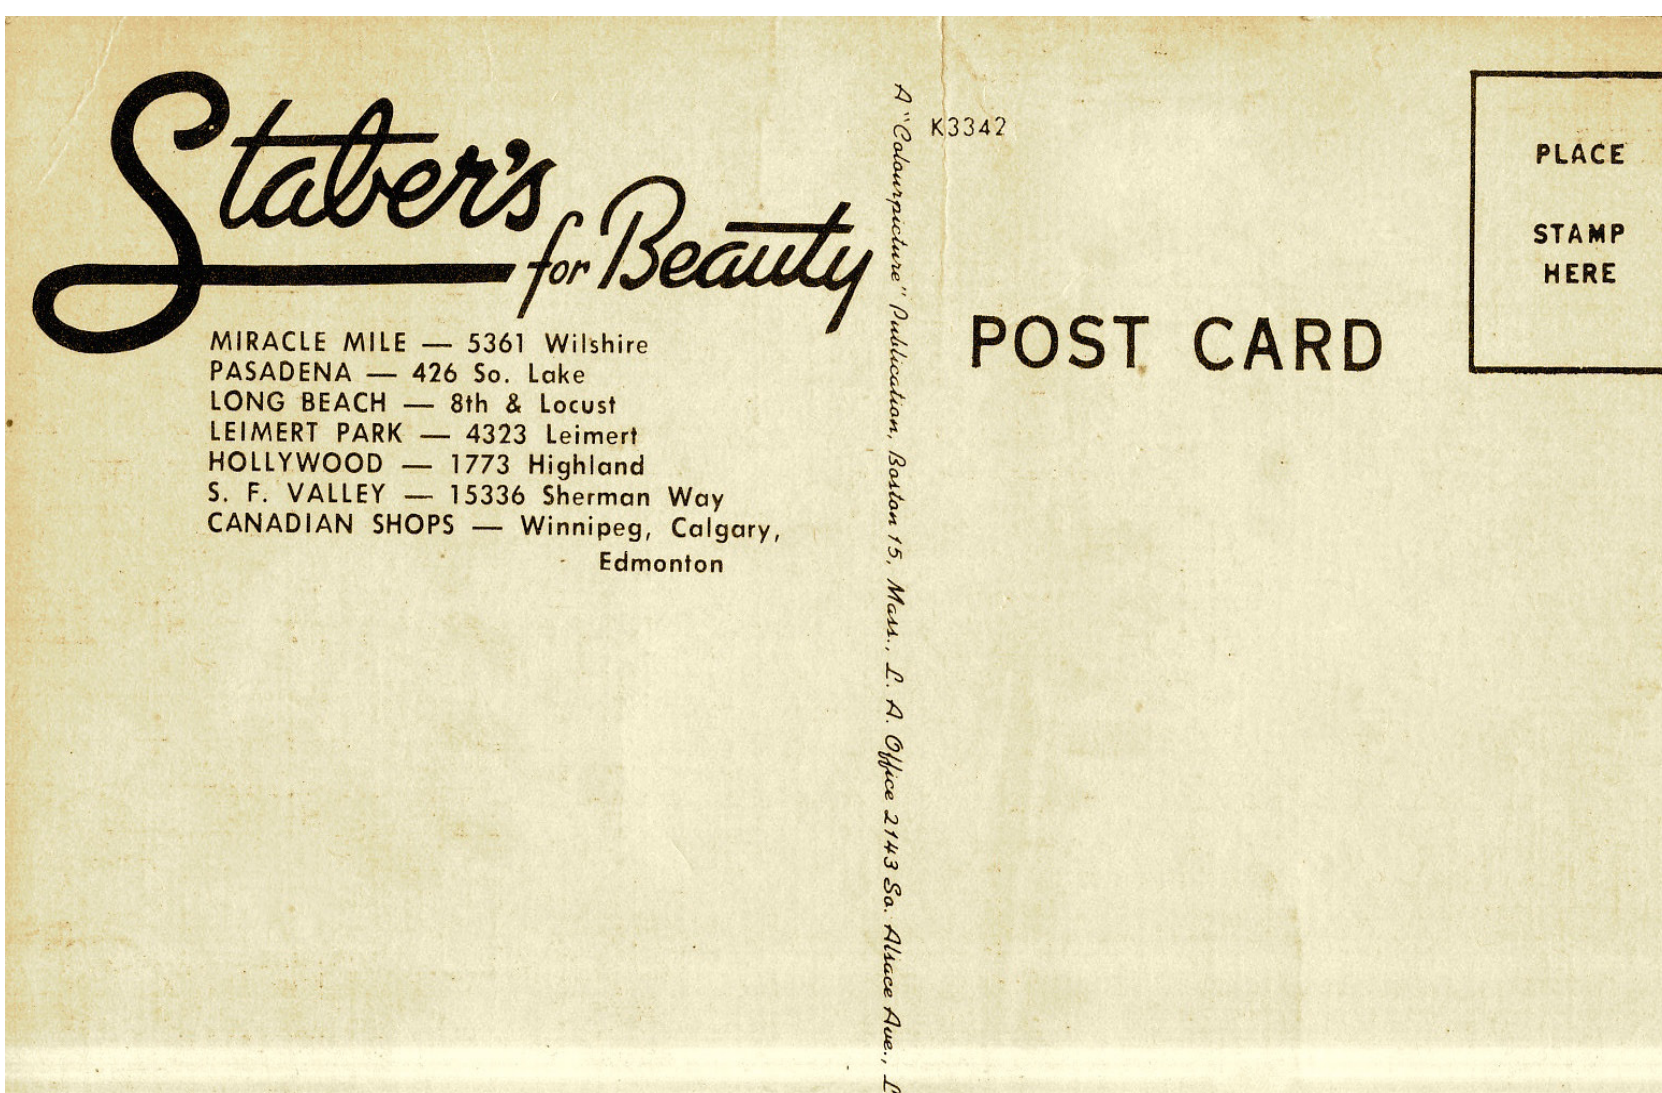 Staber's
for Beauty
MIRACLE MILE — 5361 Wilshire
PASADENA — 426 So. Lake
LONG BEACH — 8th & Locust
LEIMERT PARK — 4323 Leimert
HOLLYWOOD — 1773 Highland
S. F. VALLEY — 15336 Sherman Way
CANADIAN SHOPS — Winnipeg, Calgary,
Edmonton
A "Colourpicture" Publication, Boston 15, Mass., L. A. Office 2143 So. Alsace Ave., L
K3342
POST CARD
PLACE
STAMP
HERE